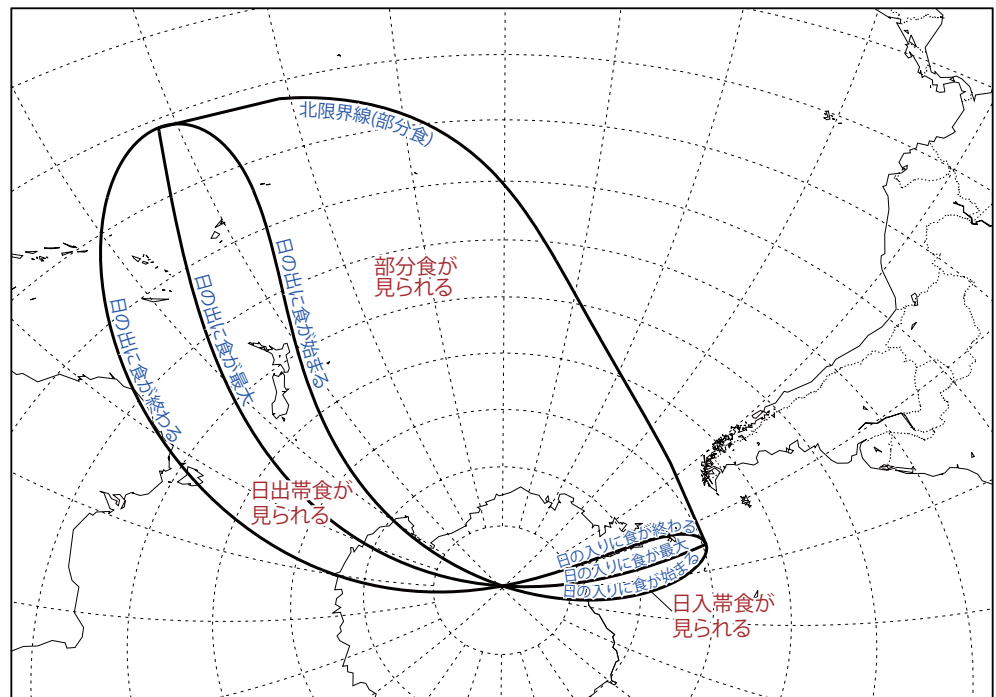 北限界線(部分食)
部分食が
見られる
日の出に食が始まる
日の出に食が最大
日の出に食が終わる
日出帯食が
見られる
日の入りに食が終わる
日の入りに食が最大
日の入りに食が始まる
日入帯食が
見られる